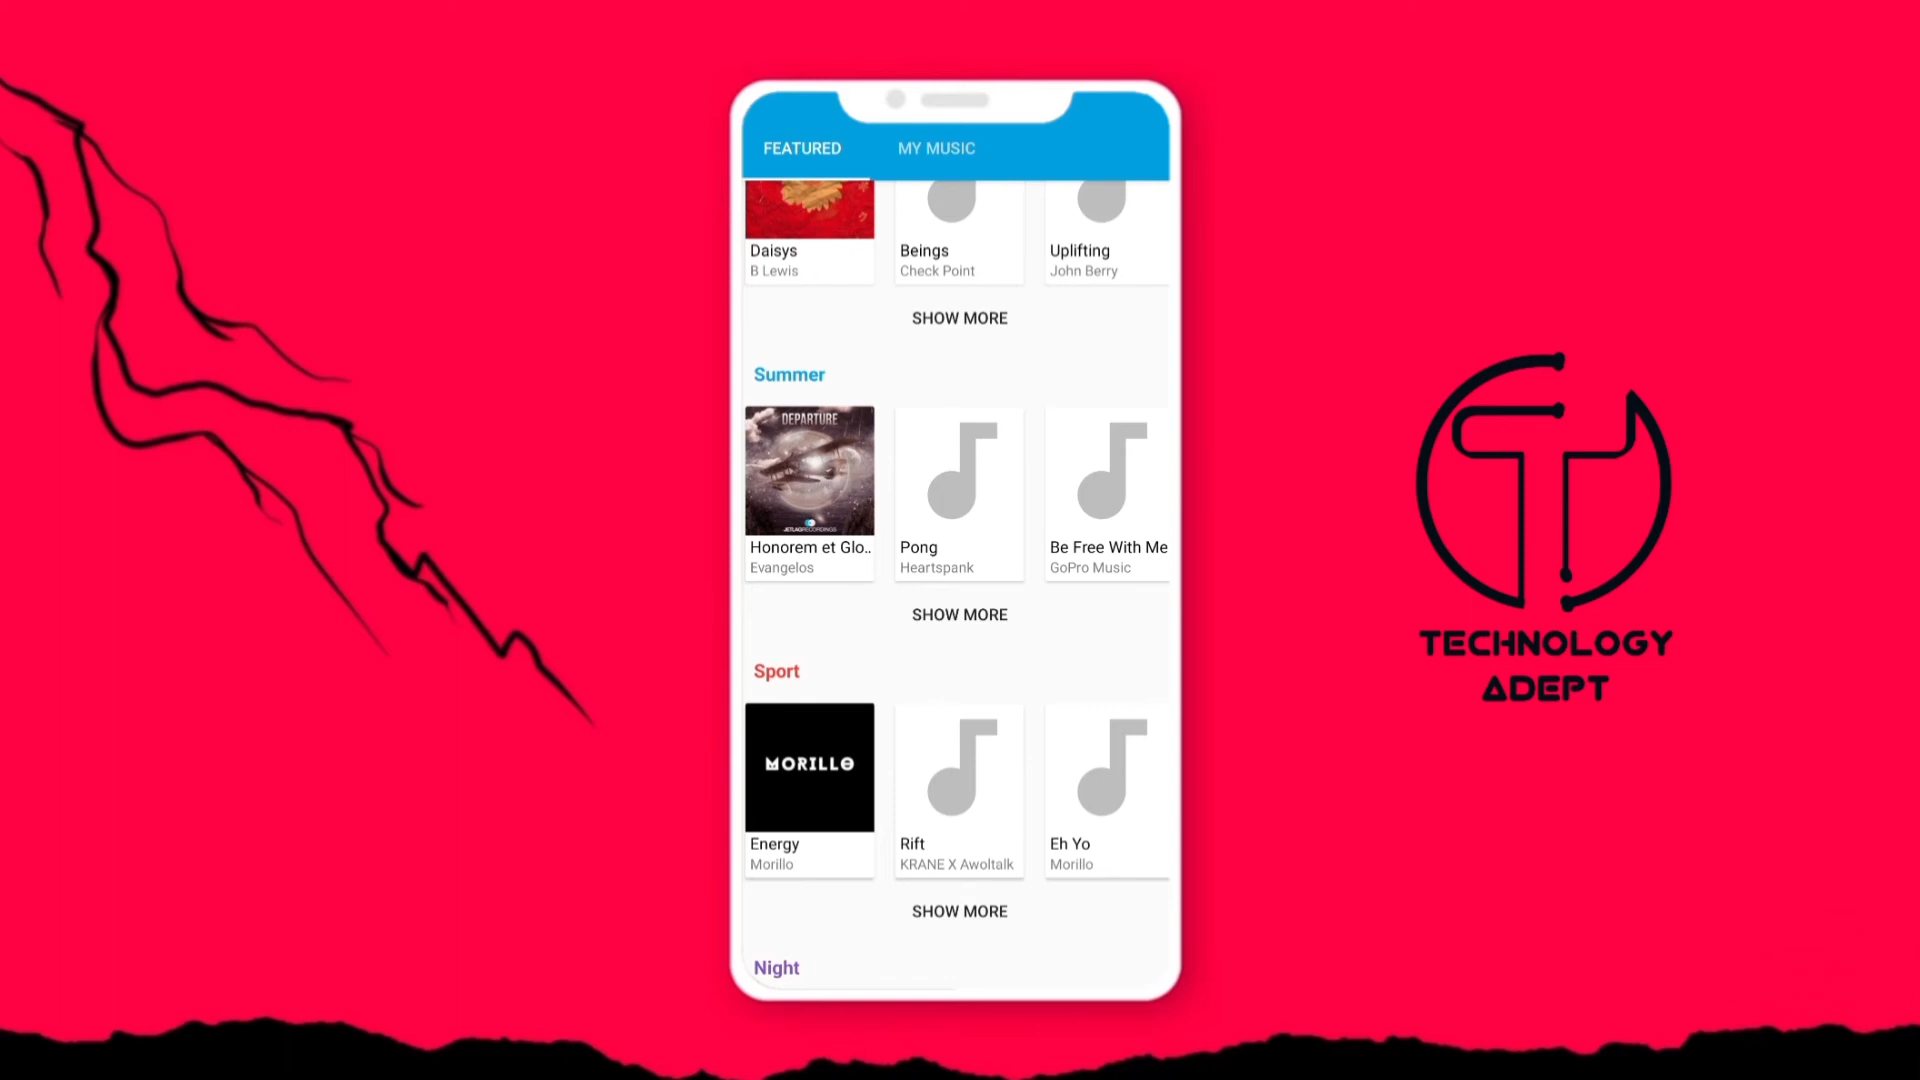 FEATURED MY MUSIC
Daisys Beings Uplifting
B Lewis Check Point John Berry
SHOW MORE
Summer
DEPARTURE
JETLAGRECORDINGS
Honorem et Glo.. Pong Be Free With Me
Evangelos Heartspank GoPro Music
SHOW MORE
Sport
MORILLO
Energy Rift Eh Yo
Morillo KRANE X Awoltalk Morillo
SHOW MORE
Night
TECHNOLOGY
ADEPT